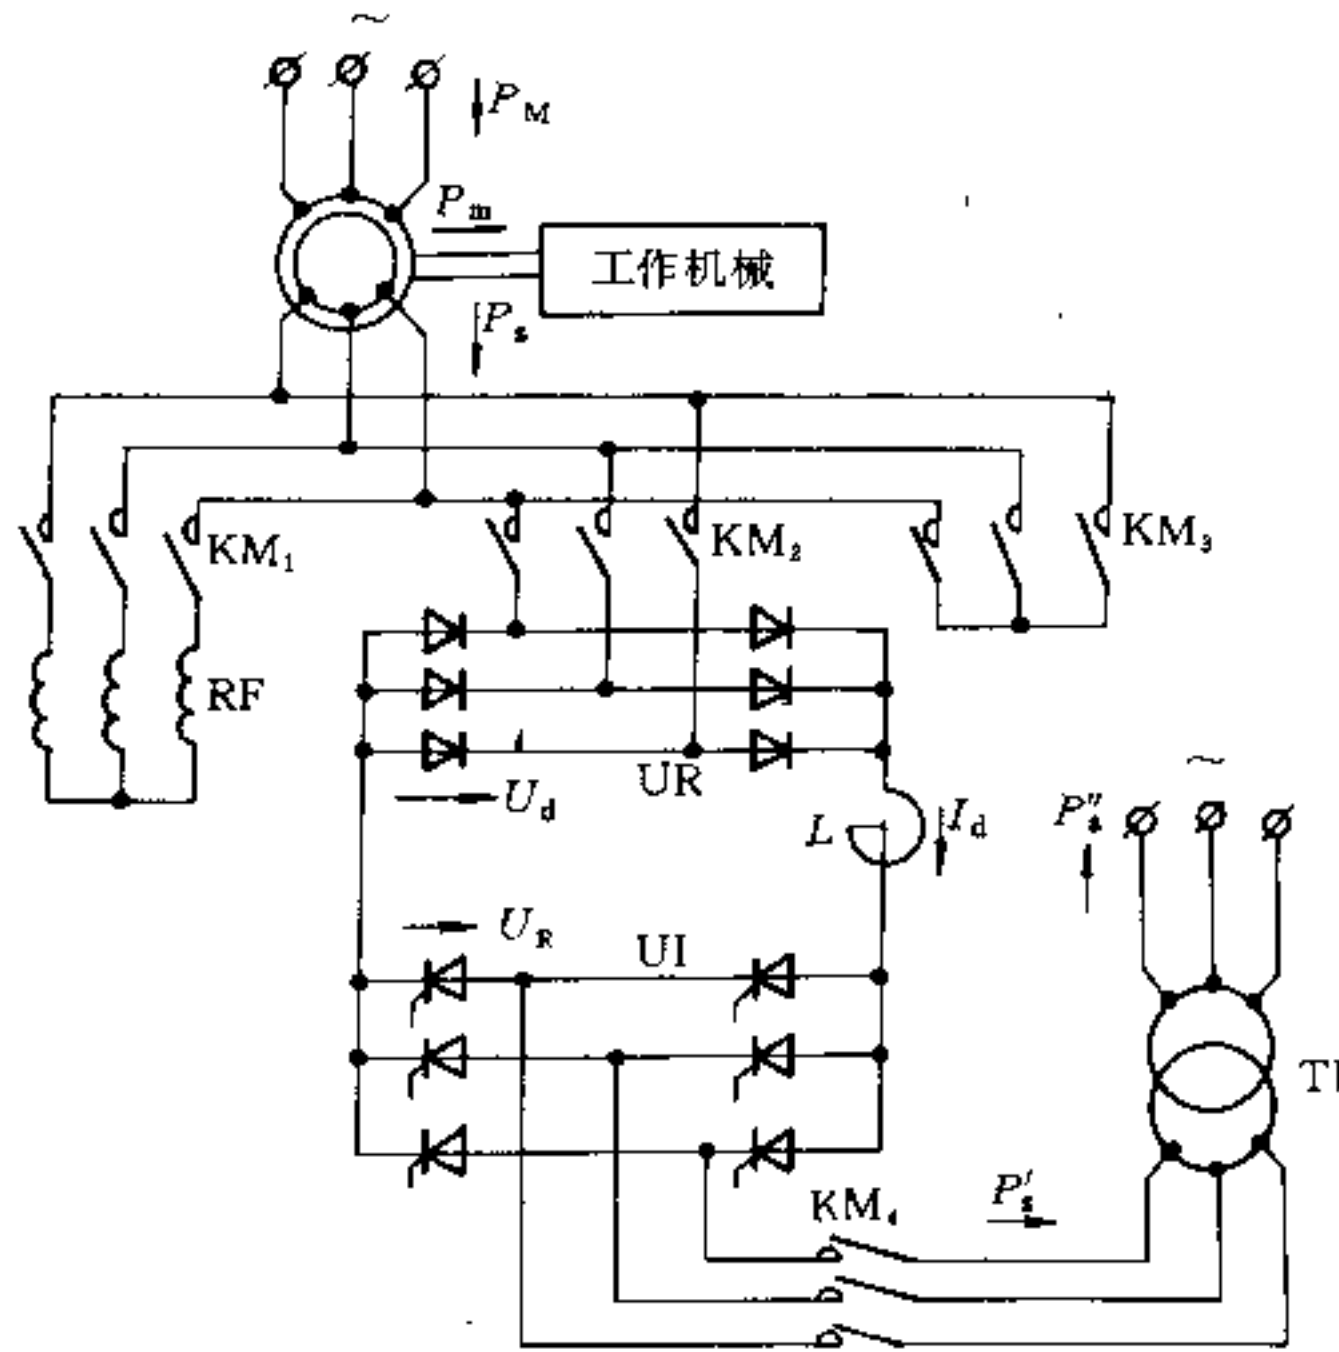 ~
P_M
P_m
工作机械
P_s
KM₁
KM₂
KM₃
RF
UR
U_d
L
I_d
~
P″_s
U_R
UI
KM₄
P′_s